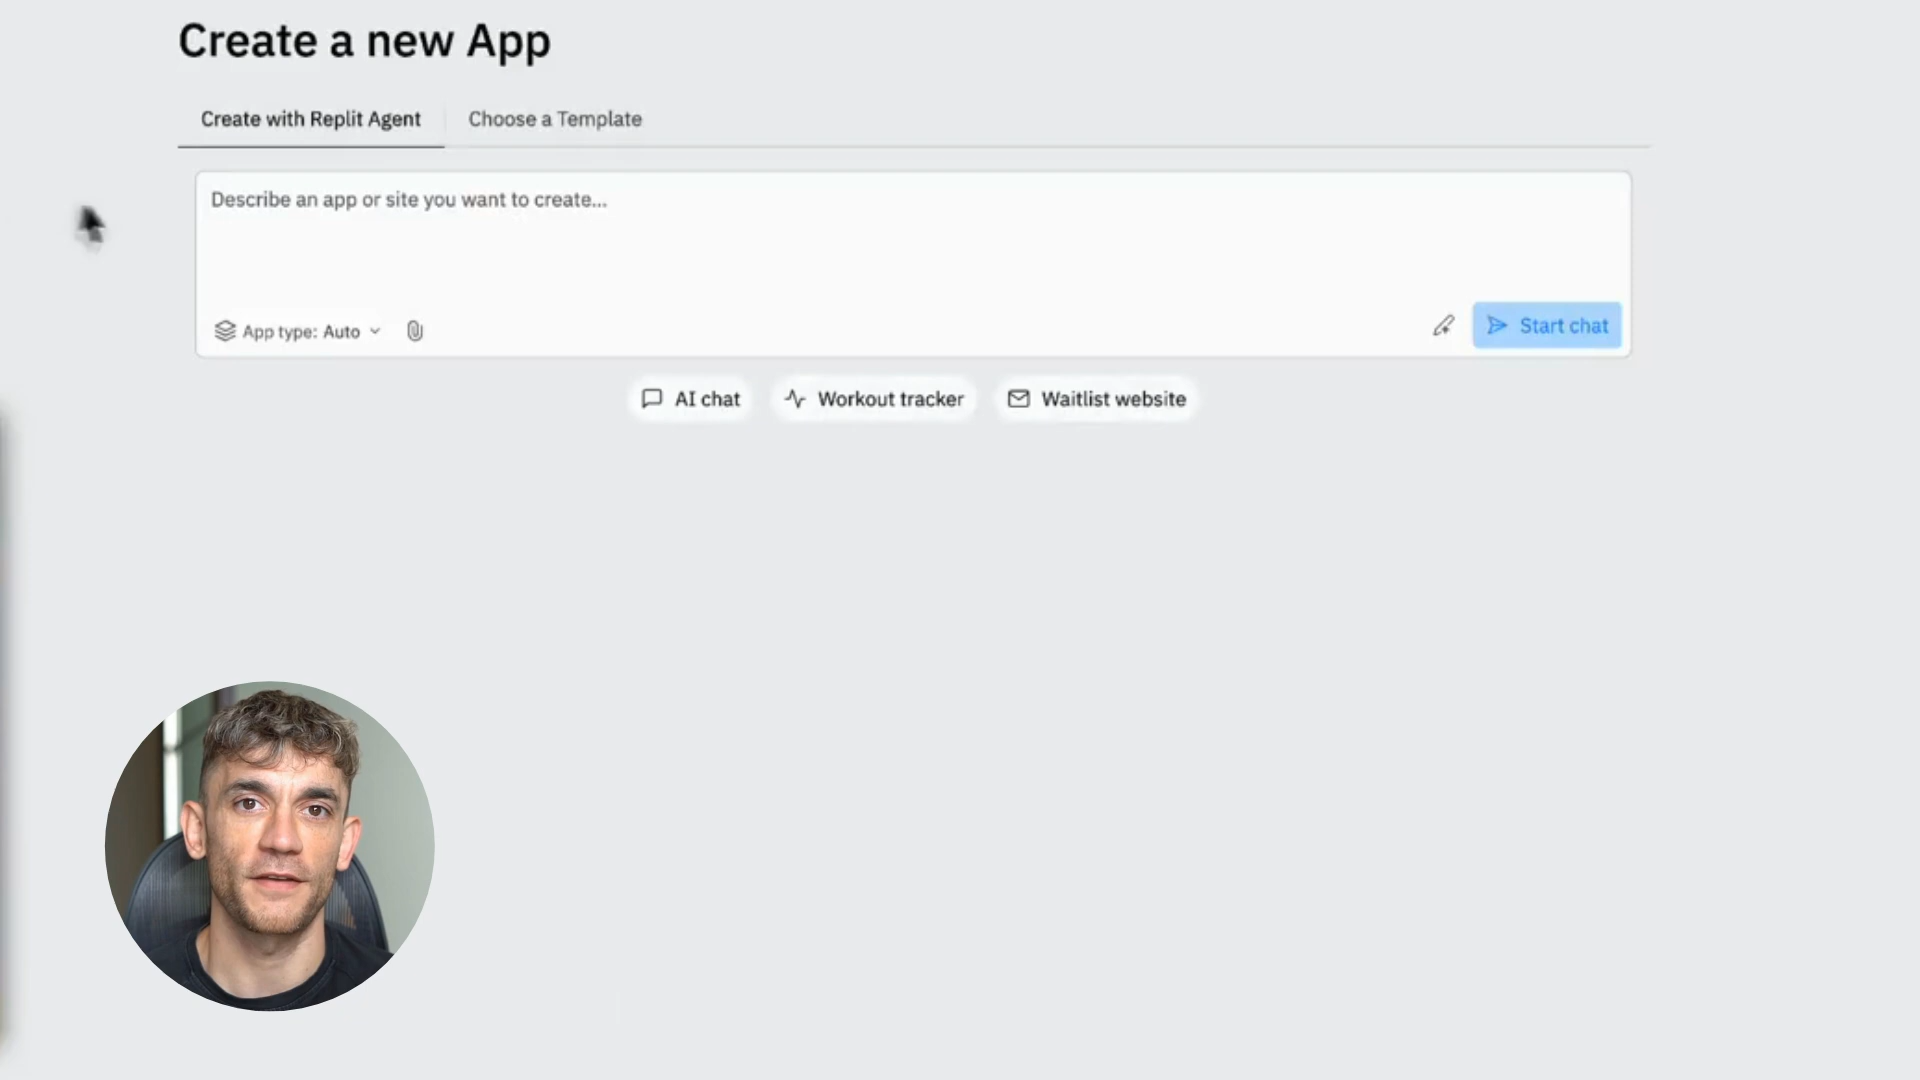 Create a new App
Create with Replit Agent
Choose a Template
Describe an app or site you want to create...
App type: Auto
Start chat
AI chat
Workout tracker
Waitlist website